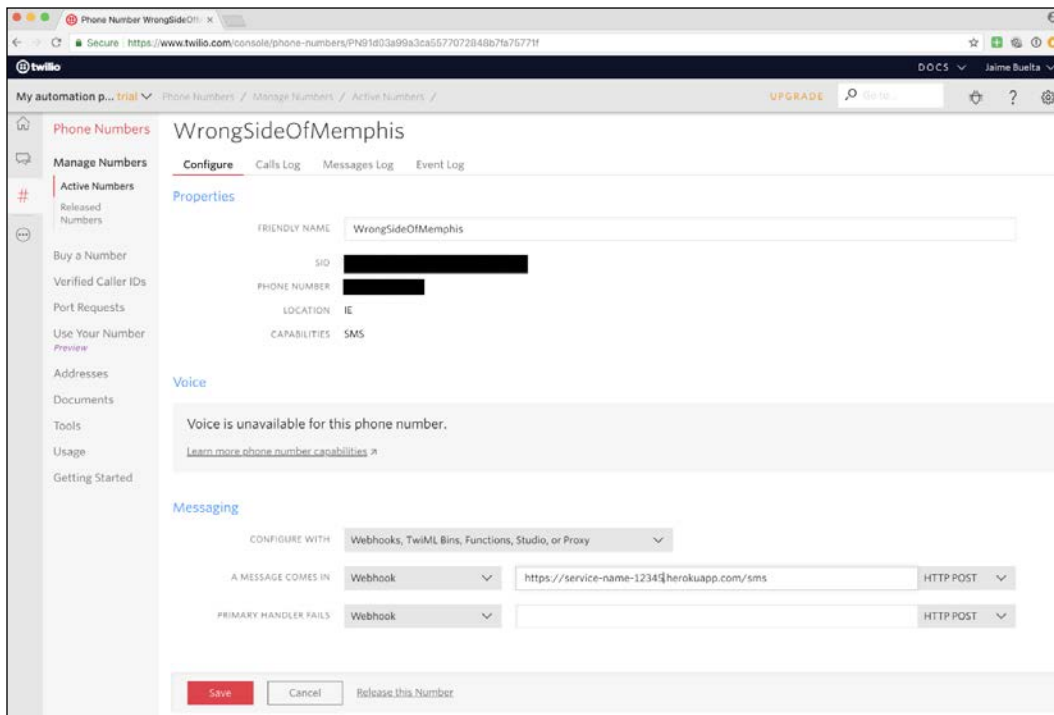 Phone Number WrongSideOf
Secure https://www.twilio.com/console/phone-numbers/PN91d03a99a3ca5577072848b7fa75771f
twilio DOCS Jaime Buelta
My automation p... trial Phone Numbers / Manage Numbers / Active Numbers / UPGRADE Go to...
Phone Numbers
Manage Numbers
Active Numbers
Released
Numbers
Buy a Number
Verified Caller IDs
Port Requests
Use Your Number
Preview
Addresses
Documents
Tools
Usage
Getting Started
WrongSideOfMemphis
Configure Calls Log Messages Log Event Log
Properties
FRIENDLY NAME WrongSideOfMemphis
SID
PHONE NUMBER
LOCATION IE
CAPABILITIES SMS
Voice
Voice is unavailable for this phone number.
Learn more phone number capabilities
Messaging
CONFIGURE WITH Webhooks, TwiML Bins, Functions, Studio, or Proxy
A MESSAGE COMES IN Webhook https://service-name-12345.herokuapp.com/sms HTTP POST
PRIMARY HANDLER FAILS Webhook HTTP POST
Save Cancel Release this Number